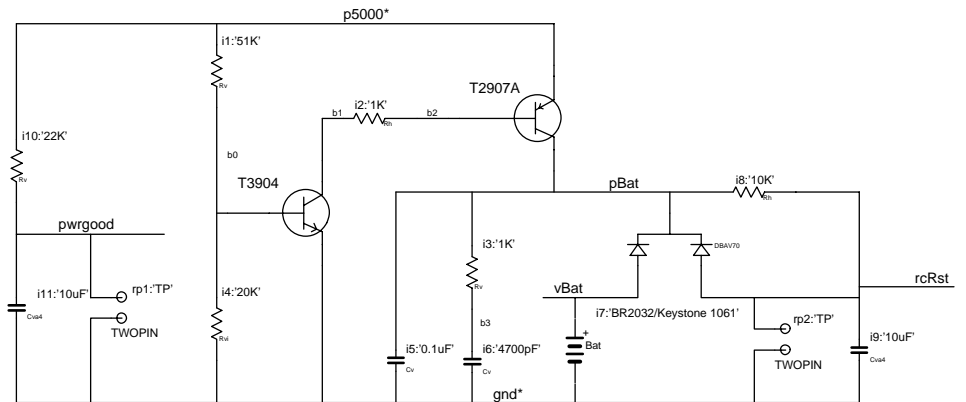 p5000*
i1:'51K'
Rv
T2907A
b1
i2:'1K'
Rh
b2
i10:'22K'
Rv
b0
T3904
pBat
i8:'10K'
Rh
pwrgood
i3:'1K'
Rv
DBAV70
i11:'10uF'
Cva4
rp1:'TP'
TWOPIN
i4:'20K'
Rvi
vBat
rcRst
i7:'BR2032/Keystone 1061'
rp2:'TP'
TWOPIN
b3
+
Bat
i5:'0.1uF'
Cv
i6:'4700pF'
Cv
i9:'10uF'
Cva4
gnd*